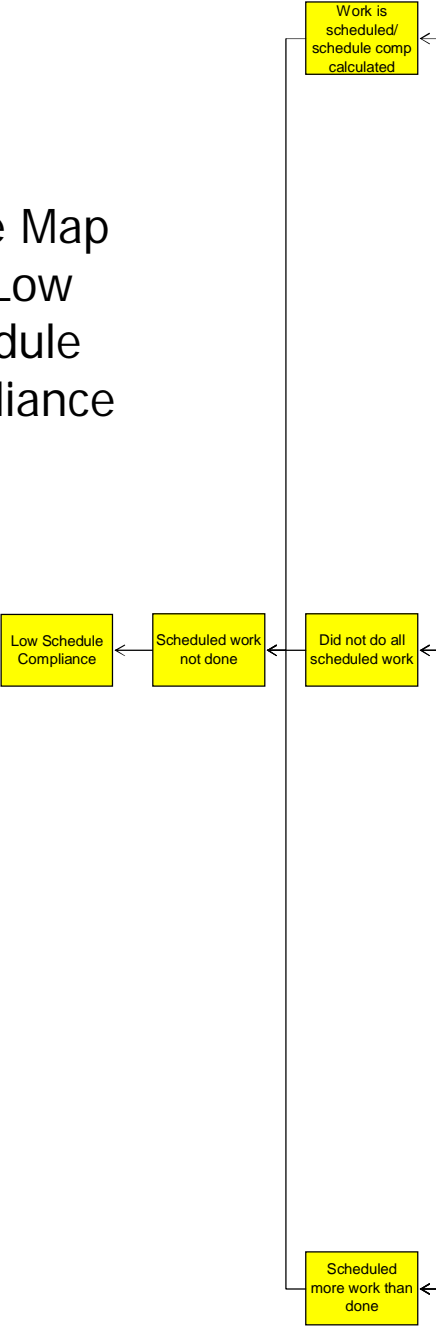 Work is
scheduled/
schedule comp
calculated
e Map
Low
dule
liance
Low Schedule
Compliance
Scheduled work
not done
Did not do all
scheduled work
Scheduled
more work than
done